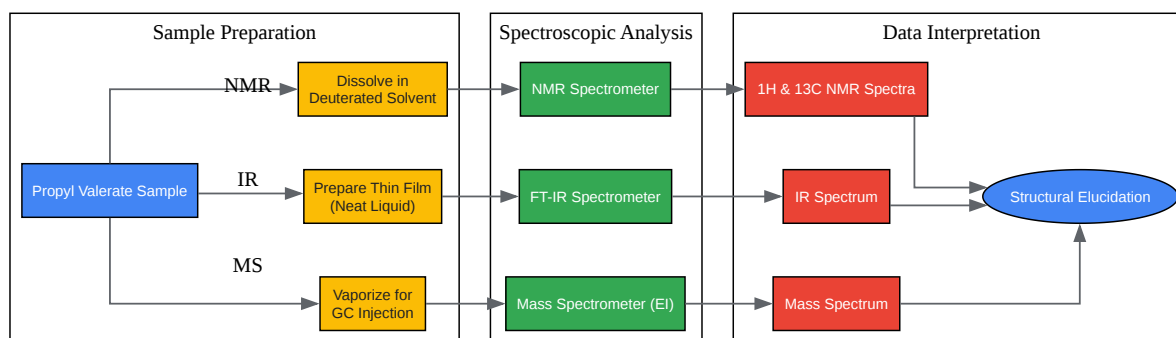 Sample Preparation
Spectroscopic Analysis
Data Interpretation
NMR
Dissolve in
Deuterated Solvent
NMR Spectrometer
1H & 13C NMR Spectra
Propyl Valerate Sample
IR
Prepare Thin Film
(Neat Liquid)
FT-IR Spectrometer
IR Spectrum
Structural Elucidation
MS
Vaporize for
GC Injection
Mass Spectrometer (EI)
Mass Spectrum